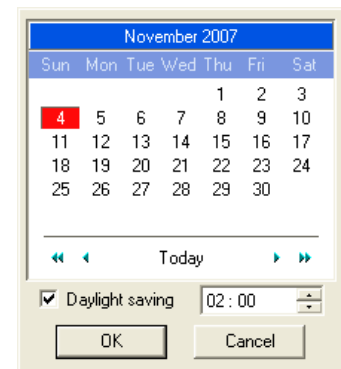 November 2007
Sun Mon Tue Wed Thu Fri Sat
1 2 3
4 5 6 7 8 9 10
11 12 13 14 15 16 17
18 19 20 21 22 23 24
25 26 27 28 29 30
Today
Daylight saving 02 : 00
OK Cancel